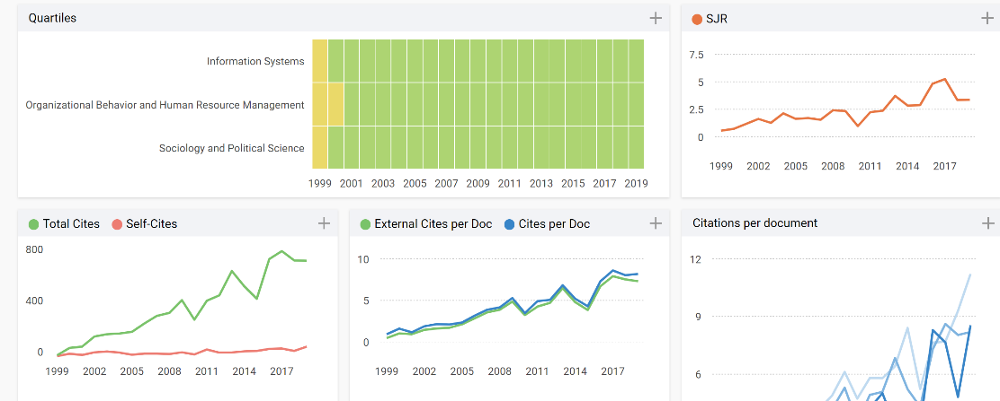 Quartiles
Information Systems
Organizational Behavior and Human Resource Management
Sociology and Political Science
1999 2001 2003 2005 2007 2009 2011 2013 2015 2017 2019
SJR
7.5
5
2.5
0
1999 2002 2005 2008 2011 2014 2017
Total Cites Self-Cites
800
400
0
1999 2002 2005 2008 2011 2014 2017
External Cites per Doc Cites per Doc
10
5
0
1999 2002 2005 2008 2011 2014 2017
Citations per document
12
9
6